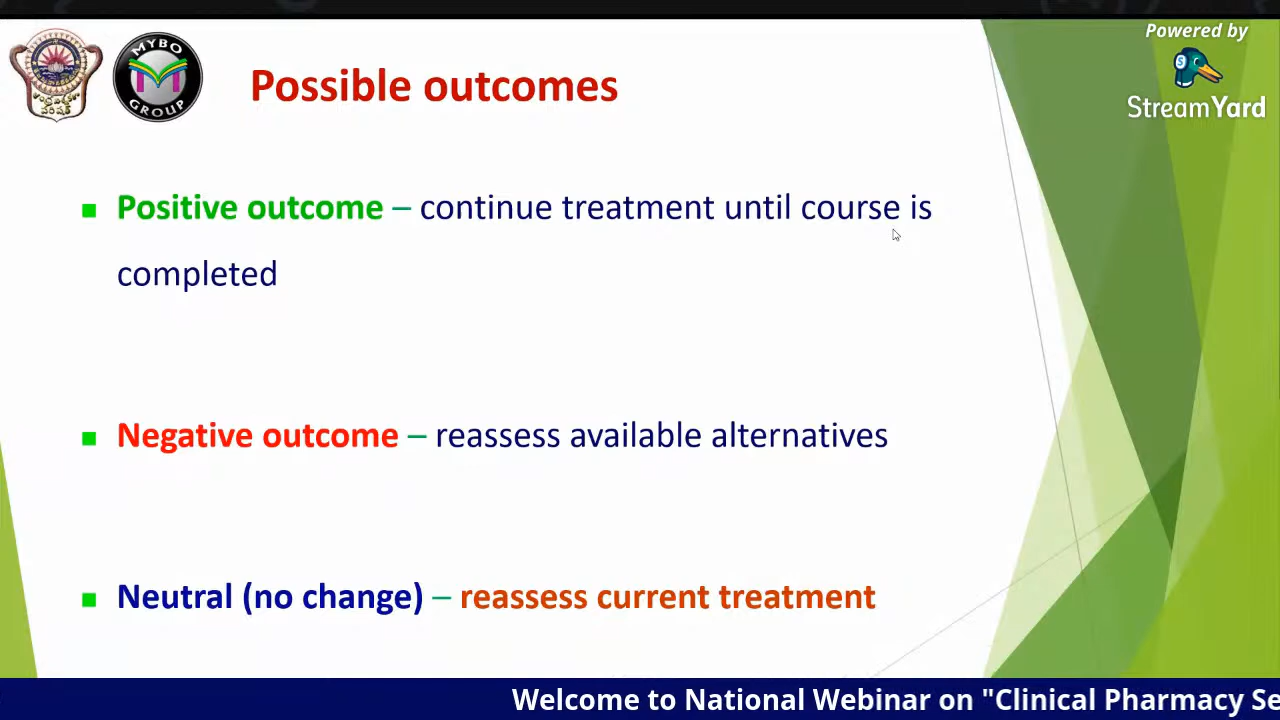 MYBO
GROUP
Possible outcomes
Powered by
S
StreamYard
Positive outcome – continue treatment until course is
completed
Negative outcome – reassess available alternatives
Neutral (no change) – reassess current treatment
Welcome to National Webinar on "Clinical Pharmacy Se